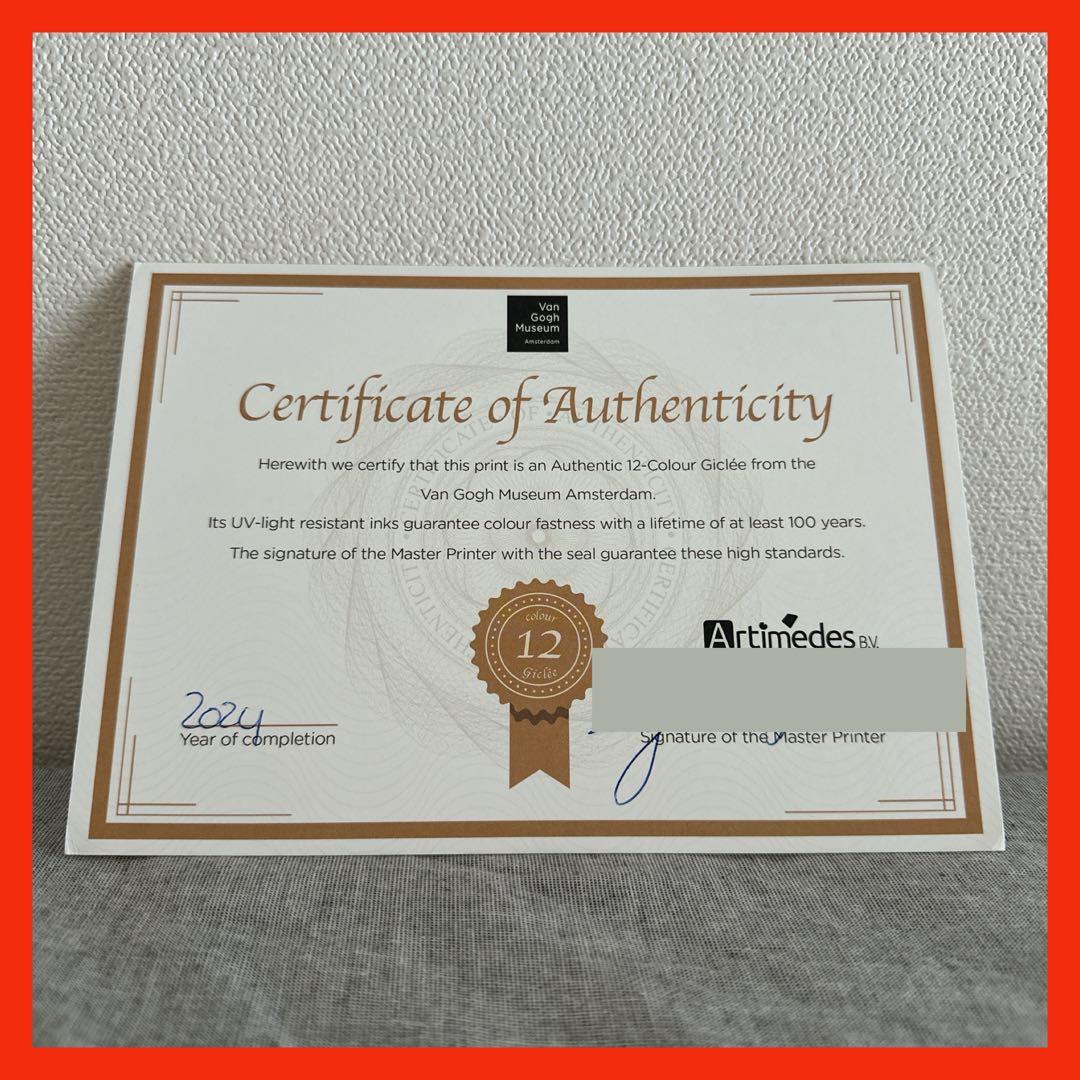 Van
Gogh
Museum
Amsterdam
Certificate of Authenticity
Herewith we certify that this print is an Authentic 12-Colour Giclée from the
Van Gogh Museum Amsterdam.
Its UV-light resistant inks guarantee colour fastness with a lifetime of at least 100 years.
The signature of the Master Printer with the seal guarantee these high standards.
colour
12
Giclée
Artimedes B.V.
2024
Year of completion
Signature of the Master Printer